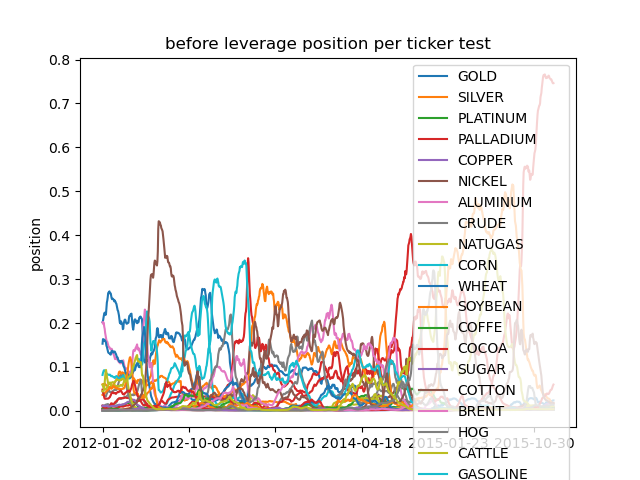 before leverage position per ticker test
position
0.8
0.7
0.6
0.5
0.4
0.3
0.2
0.1
0.0
2012-01-02 2012-10-08 2013-07-15 2014-04-18 2015-01-23 2015-10-30
GOLD
SILVER
PLATINUM
PALLADIUM
COPPER
NICKEL
ALUMINUM
CRUDE
NATUGAS
CORN
WHEAT
SOYBEAN
COFFE
COCOA
SUGAR
COTTON
BRENT
HOG
CATTLE
GASOLINE